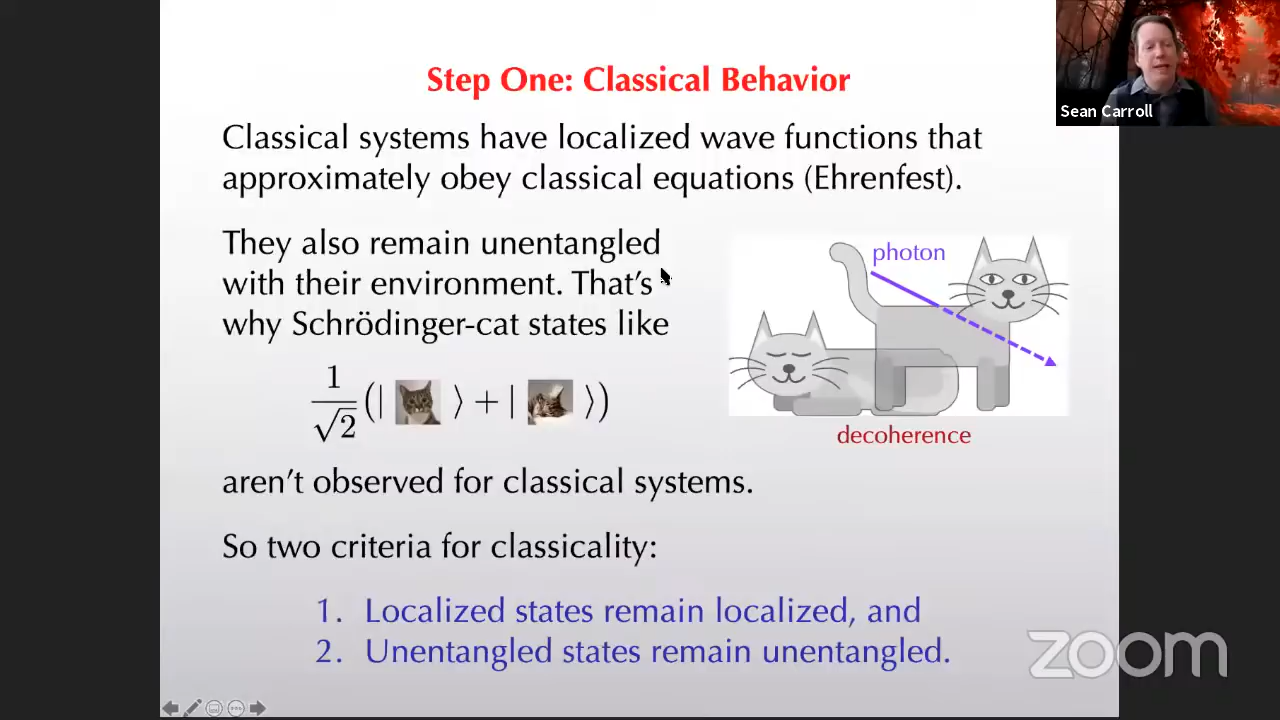 Step One: Classical Behavior
Sean Carroll
Classical systems have localized wave functions that
approximately obey classical equations (Ehrenfest).
They also remain unentangled
with their environment. That's
why Schrödinger-cat states like
photon
1
√2
(| ⟩ + | ⟩)
decoherence
aren't observed for classical systems.
So two criteria for classicality:
1. Localized states remain localized, and
2. Unentangled states remain unentangled.
zoom